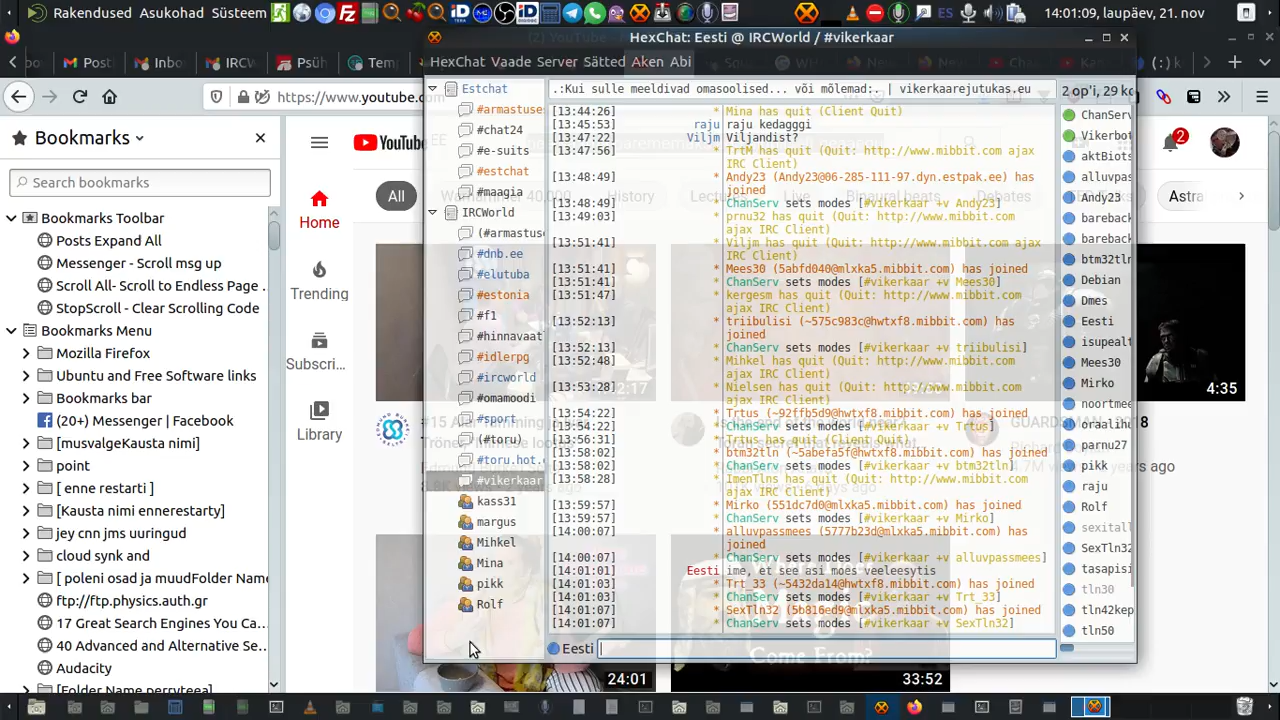 Rakendused Asukohad Süsteem
ES
14:01:09, laupäev, 21. nov
HexChat: Eesti @ IRCWorld / #vikerkaar
HexChat Vaade Server Sätted Aken Abi
https://www.youtube.com
Bookmarks
Search bookmarks
Bookmarks Toolbar
Posts Expand All
Messenger - Scroll msg up
Scroll All- Scroll to Endless Page
StopScroll - Clear Scrolling Code
Bookmarks Menu
Mozilla Firefox
Ubuntu and Free Software links
Bookmarks bar
(20+) Messenger | Facebook
[musvalgeKausta nimi]
point
[ enne restarti ]
[Kausta nimi ennerestarty]
jey cnn jms uuringud
cloud synk and
[ poleni osad ja muudFolder Name
ftp://ftp.physics.auth.gr
17 Great Search Engines You Ca...
40 Advanced and Alternative Se...
Audacity
[Folder Name perryteea]
YouTube
2
All
Home
Trending
Subscri...
Library
4:35
24:01
33:52
Come From?
Estchat
#armastuse
#chat24
#e-suits
#estchat
#maagia
IRCWorld
(#armastuse
#dnb.ee
#elutuba
#estonia
#f1
#hinnavaat
#idlerpg
#ircworld
#omamoodi
#sport
(#toru)
#toru.hot.e
#vikerkaar
kass31
margus
Mihkel
Mina
pikk
Rolf
.:Kui sulle meeldivad omasoolised... või mõlemad:. | vikerkaarejutukas.eu
[13:44:26] * Mina has quit (Client Quit)
[13:45:53] raju raju kedagggi
[13:47:22] Viljm Viljandist?
[13:47:56] * TrtM has quit (Quit: http://www.mibbit.com ajax
IRC Client)
[13:48:49] * Andy23 (Andy23@06-285-111-97.dyn.estpak.ee) has
joined
[13:48:49] * ChanServ sets modes [#vikerkaar +v Andy23]
[13:49:03] * prnu32 has quit (Quit: http://www.mibbit.com
ajax IRC Client)
[13:51:41] * Viljm has quit (Quit: http://www.mibbit.com ajax
IRC Client)
[13:51:41] * Mees30 (5abfd040@mlxka5.mibbit.com) has joined
[13:51:41] * ChanServ sets modes [#vikerkaar +v Mees30]
[13:51:47] * kergesm has quit (Quit: http://www.mibbit.com
ajax IRC Client)
[13:52:13] * triibulisi (~575c983c@hwtxf8.mibbit.com) has
joined
[13:52:13] * ChanServ sets modes [#vikerkaar +v triibulisi]
[13:52:48] * Mihkel has quit (Quit: http://www.mibbit.com
ajax IRC Client)
[13:53:28] * Nielsen has quit (Quit: http://www.mibbit.com
ajax IRC Client)
[13:54:22] * Trtus (~92ffb5d9@hwtxf8.mibbit.com) has joined
[13:54:22] * ChanServ sets modes [#vikerkaar +v Trtus]
[13:56:31] * Trtus has quit (Client Quit)
[13:58:02] * btm32tln (~5abefa5f@hwtxf8.mibbit.com) has joined
[13:58:02] * ChanServ sets modes [#vikerkaar +v btm32tln]
[13:58:28] * ImenTlns has quit (Quit: http://www.mibbit.com
ajax IRC Client)
[13:59:57] * Mirko (551dc7d0@mlxka5.mibbit.com) has joined
[13:59:57] * ChanServ sets modes [#vikerkaar +v Mirko]
[14:00:07] * alluvpassmees (5777b23d@mlxka5.mibbit.com) has
joined
[14:00:07] * ChanServ sets modes [#vikerkaar +v alluvpassmees]
[14:01:01] Eesti ime, et see asi moes veeleesytis
[14:01:03] * Trt_33 (~5432da14@hwtxf8.mibbit.com) has joined
[14:01:03] * ChanServ sets modes [#vikerkaar +v Trt_33]
[14:01:07] * SexTln32 (5b816ed9@mlxka5.mibbit.com) has joined
[14:01:07] * ChanServ sets modes [#vikerkaar +v SexTln32]
Eesti
2 op'i, 29 ko
ChanServ
Vikerbot
aktBiots
alluvpas
Andy23
bareback
bareback
btm32tln
Debian
Dmes
Eesti
isupealt
Mees30
Mirko
noortmee
oraalihu
parnu27
pikk
raju
Rolf
sexitall
SexTln32
tasapisi
tln30
tln42kep
tln50